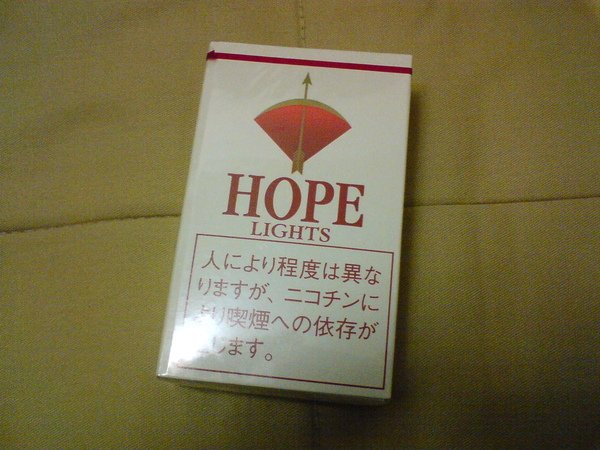 HOPE
LIGHTS
人により程度は異な
りますが、ニコチンに
より喫煙への依存が
じます。